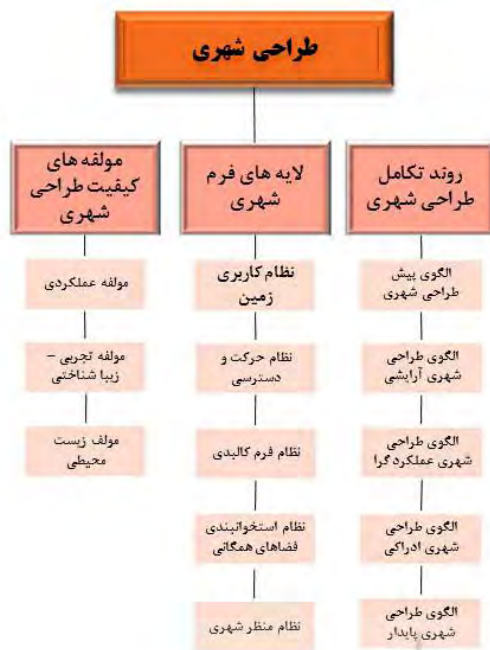 طراحی شهری
روند تکامل
طراحی شهری
الگوی پیش
طراحی شهری
الگوی طراحی
شهری آرایشی
الگوی طراحی
شهری عملکرد گرا
الگوی طراحی
شهری ادراکی
الگوی طراحی
شهری پایدار
لایه های فرم
شهری
نظام کاربری
زمین
نظام حرکت و
دسترسی
نظام فرم کالبدی
نظام استخوانبندی
فضاهای همگانی
نظام منظر شهری
مولفه های
کیفیت طراحی
شهری
مولفه عملکردی
مولفه تجربی –
زیبا شناختی
مولف زیست
محیطی